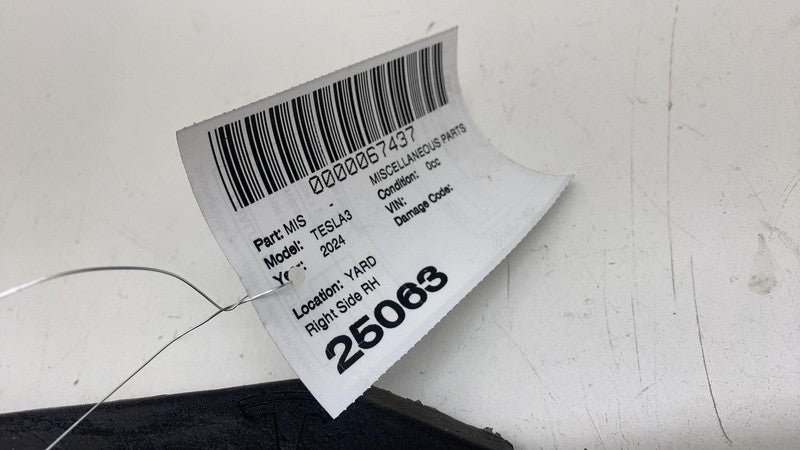 0000067437
Part: MIS - MISCELLANEOUS PARTS
Model: TESLA3 Condition: 0cc
Year: 2024 VIN:
Damage Code:
Location: YARD
Right Side RH
25063